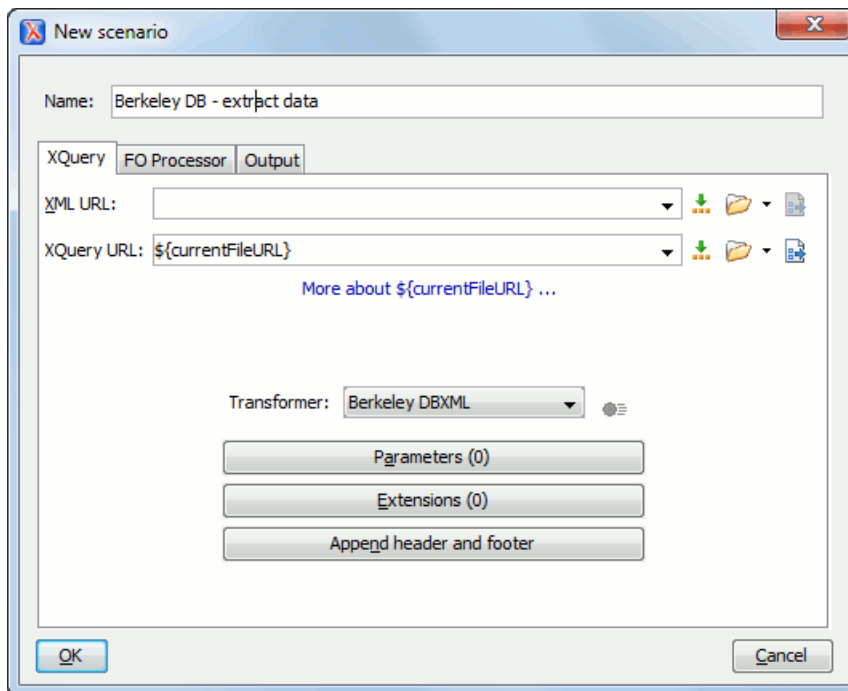 New scenario
Name: Berkeley DB - extract data
XQuery FO Processor Output
XML URL:
XQuery URL: ${currentFileURL}
More about ${currentFileURL} ...
Transformer: Berkeley DBXML
Parameters (0)
Extensions (0)
Append header and footer
OK Cancel